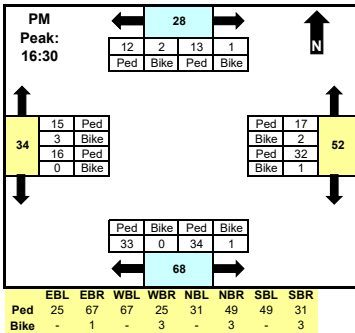 PM
Peak:
16:30
28
N
12 2 13 1
Ped Bike Ped Bike
34
15 Ped
3 Bike
16 Ped
0 Bike
Ped 17
Bike 2
Ped 32
Bike 1
52
Ped Bike Ped Bike
33 0 34 1
68
EBL EBR WBL WBR NBL NBR SBL SBR
Ped 25 67 67 25 31 49 49 31
Bike - 1 - 3 - 3 - 3